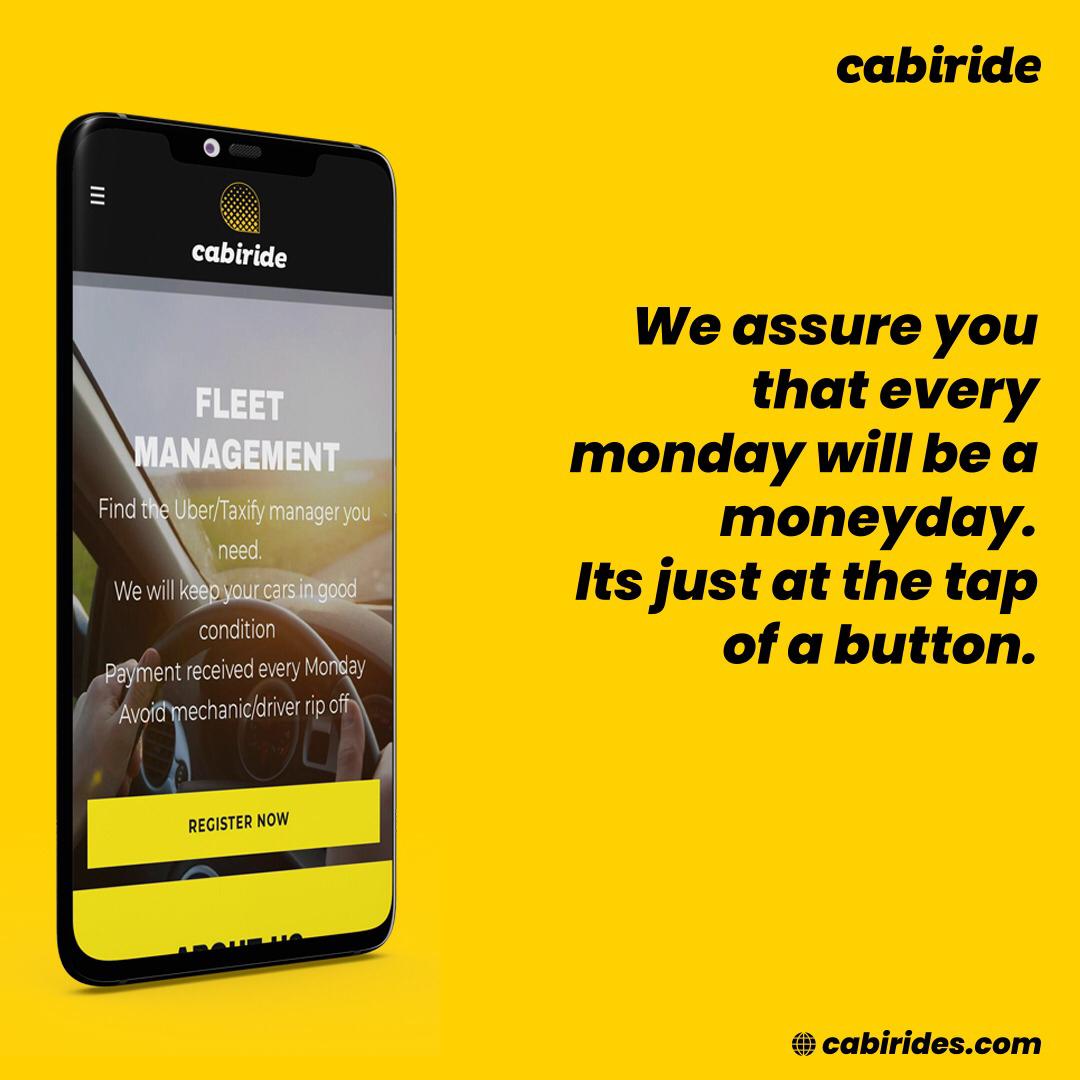 cabiride
cabiride
FLEET
MANAGEMENT
Find the Uber/Taxify manager you
need.
We will keep your cars in good
condition
Payment received every Monday
Avoid mechanic/driver rip off
REGISTER NOW
ABOUT US
We assure you
that every
monday will be a
moneyday.
Its just at the tap
of a button.
cabirides.com